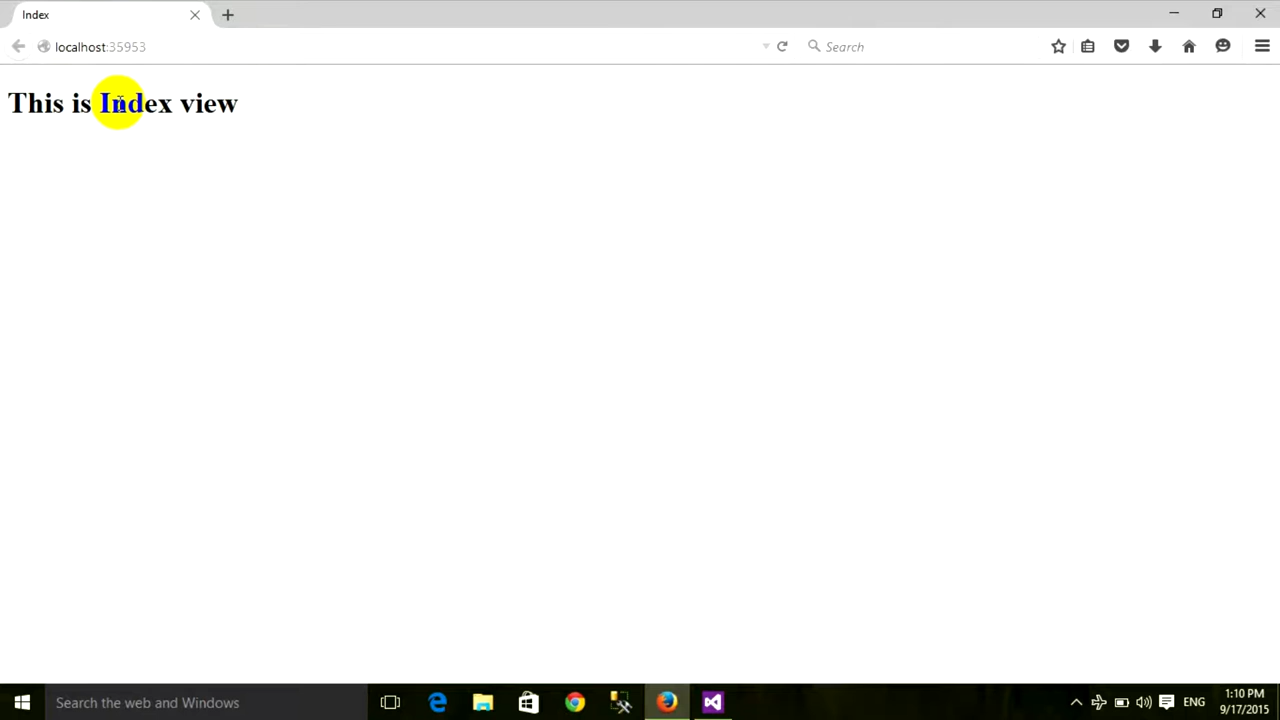 Index
localhost:35953
Search
This is Index view
Search the web and Windows
ENG
1:10 PM
9/17/2015